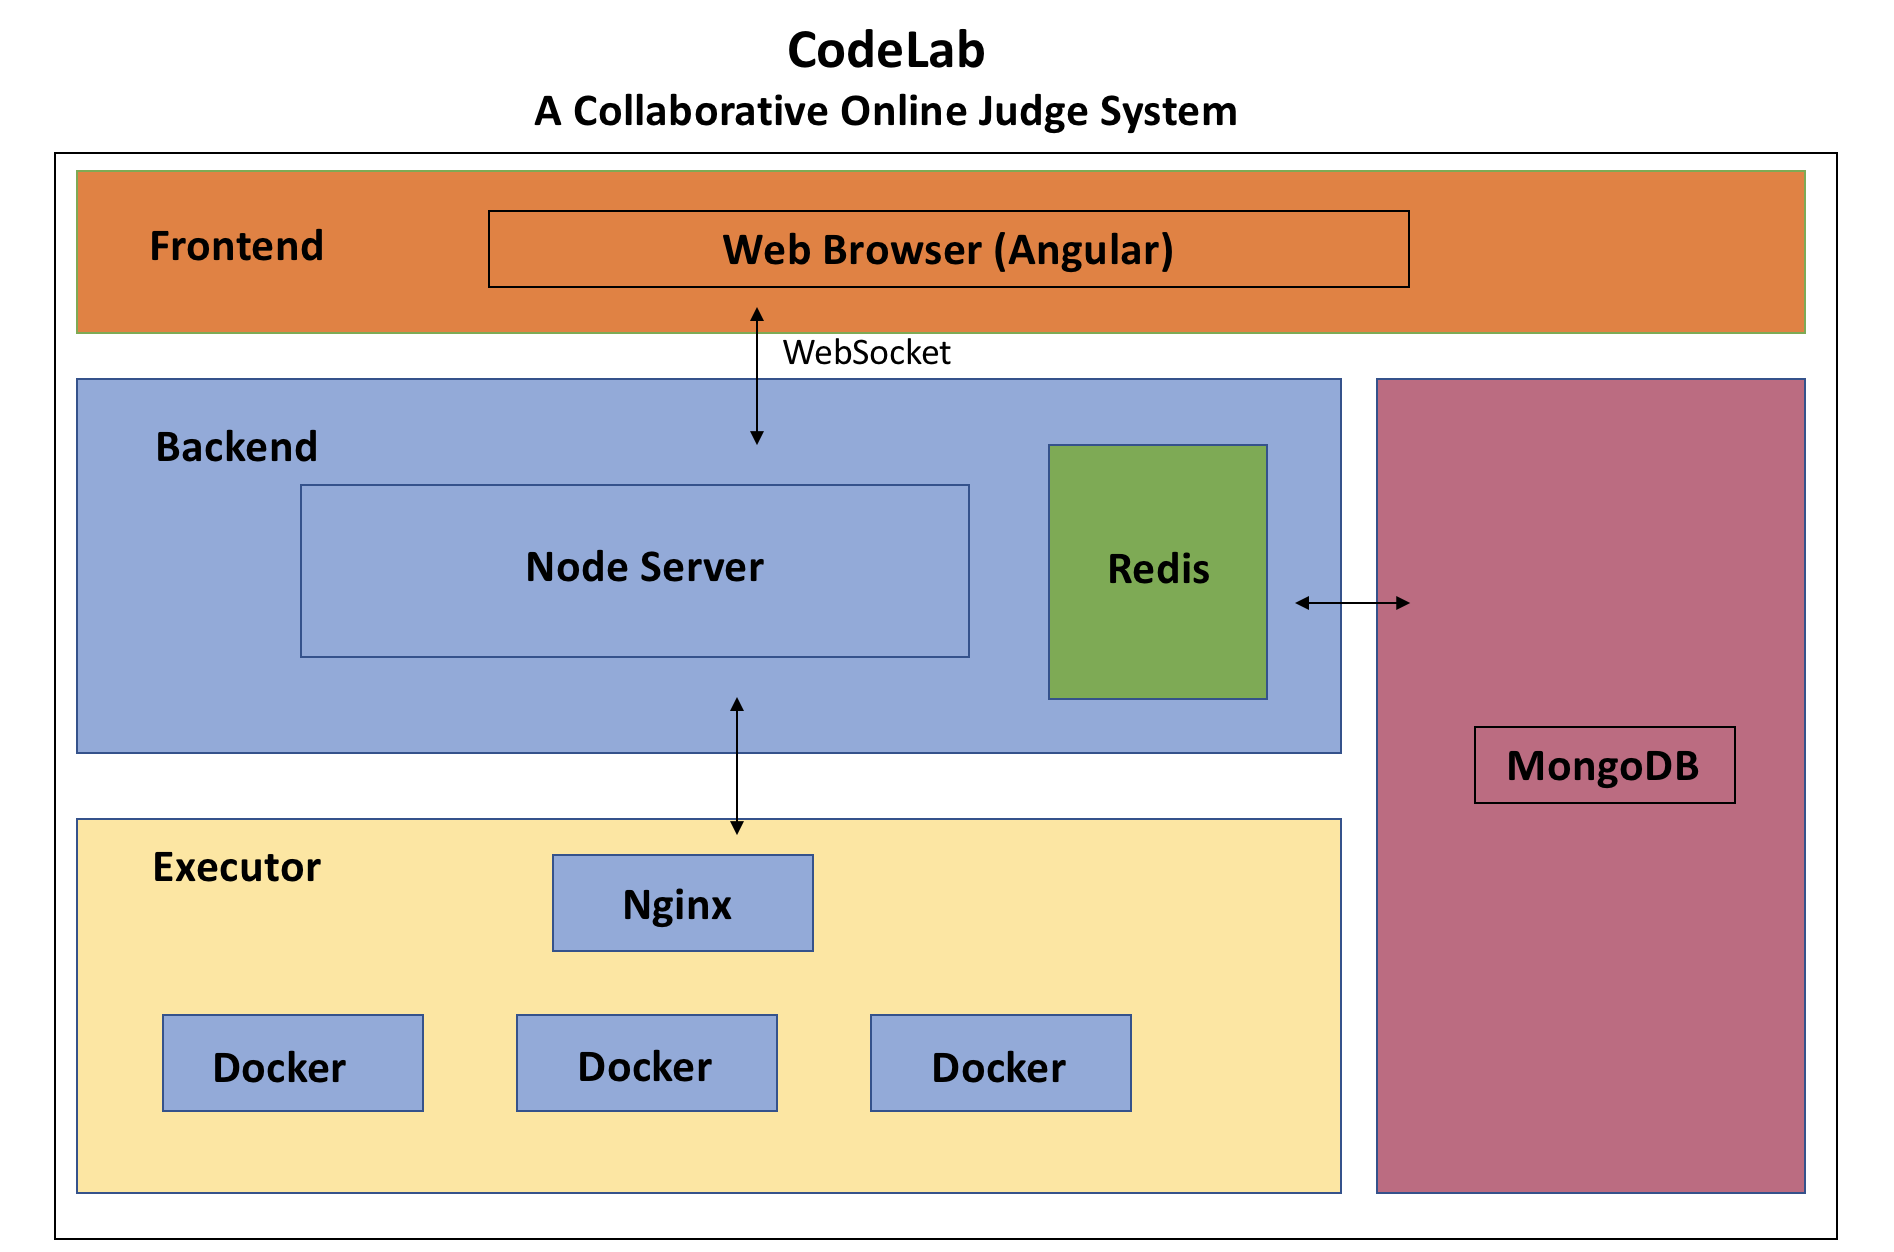 CodeLab
A Collaborative Online Judge System
Frontend
Web Browser (Angular)
WebSocket
Backend
Node Server
Redis
MongoDB
Executor
Nginx
Docker
Docker
Docker